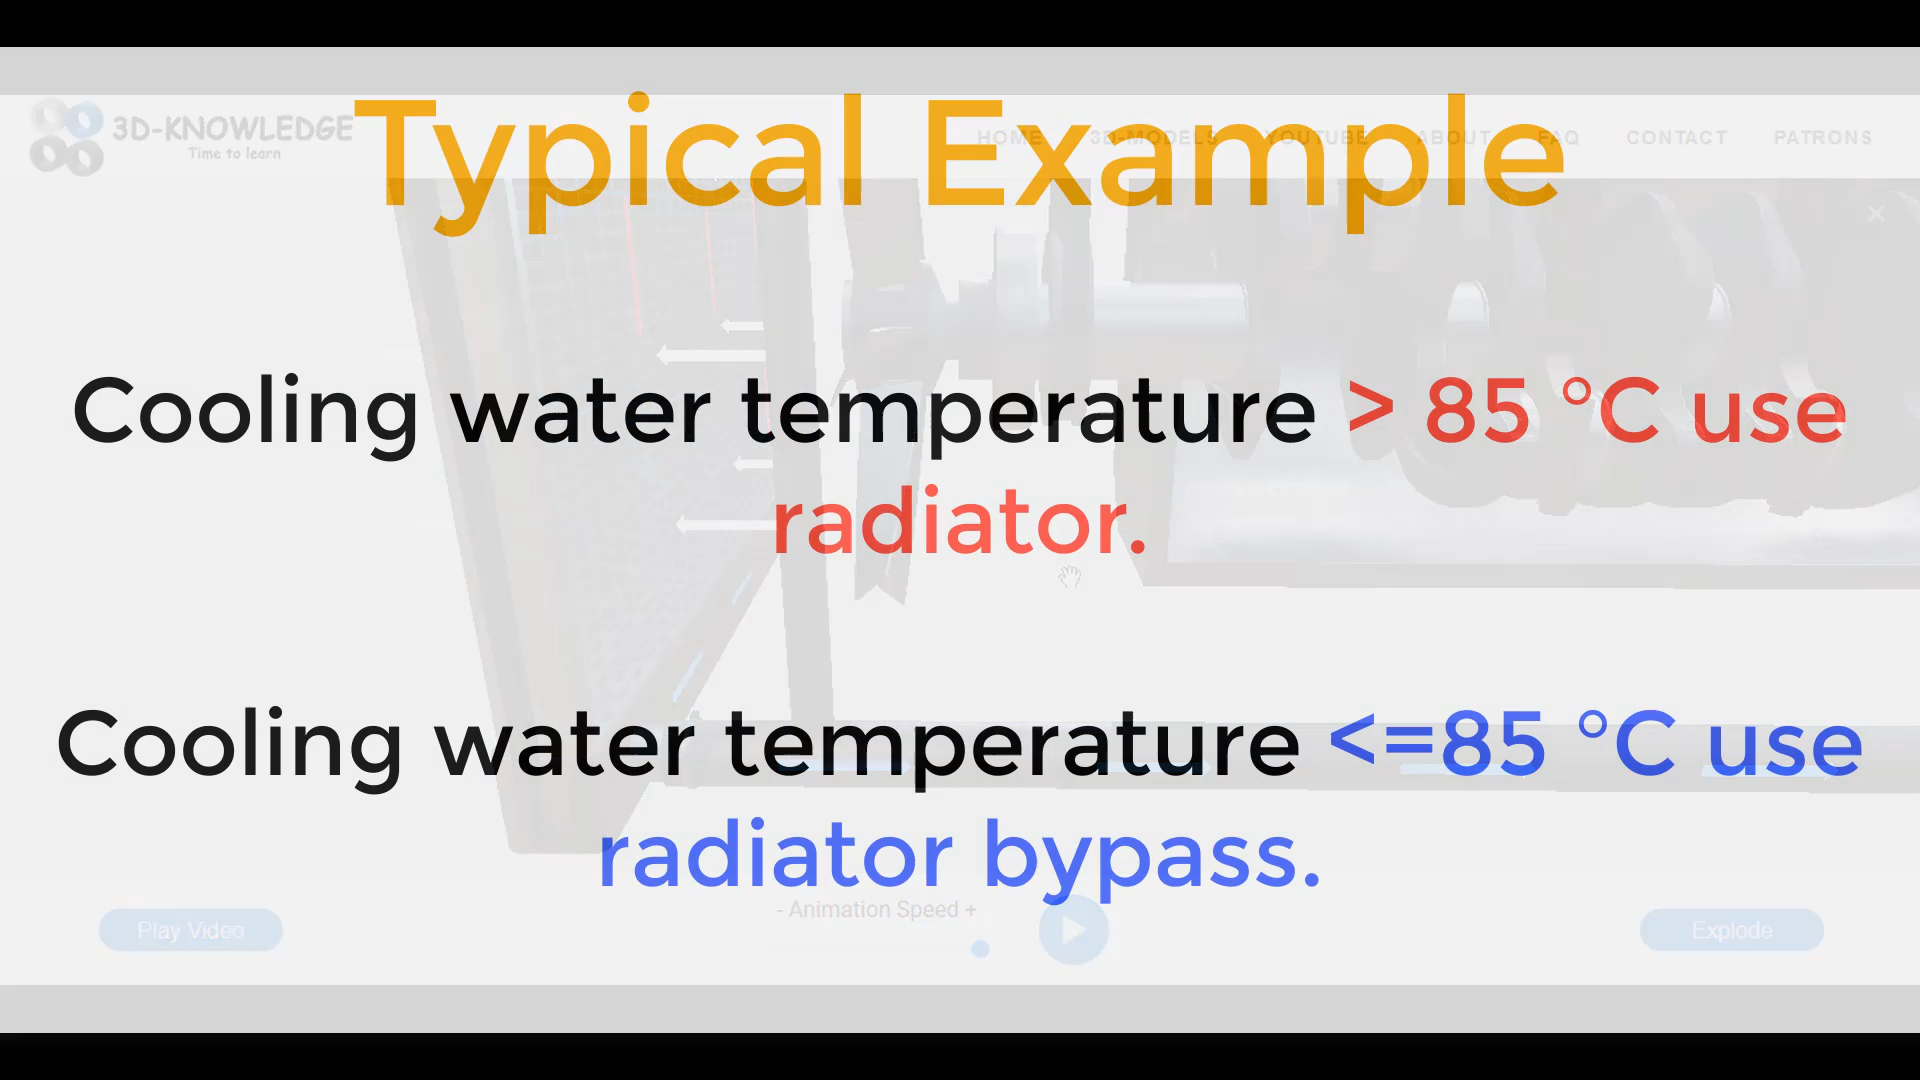 Typical Example
3D-KNOWLEDGE
Time to learn
HOME 3D-MODELS YOUTUBE ABOUT FAQ CONTACT PATRONS
Cooling water temperature > 85 °C use
radiator.
Cooling water temperature <=85 °C use
radiator bypass.
- Animation Speed +
Play Video
Explode